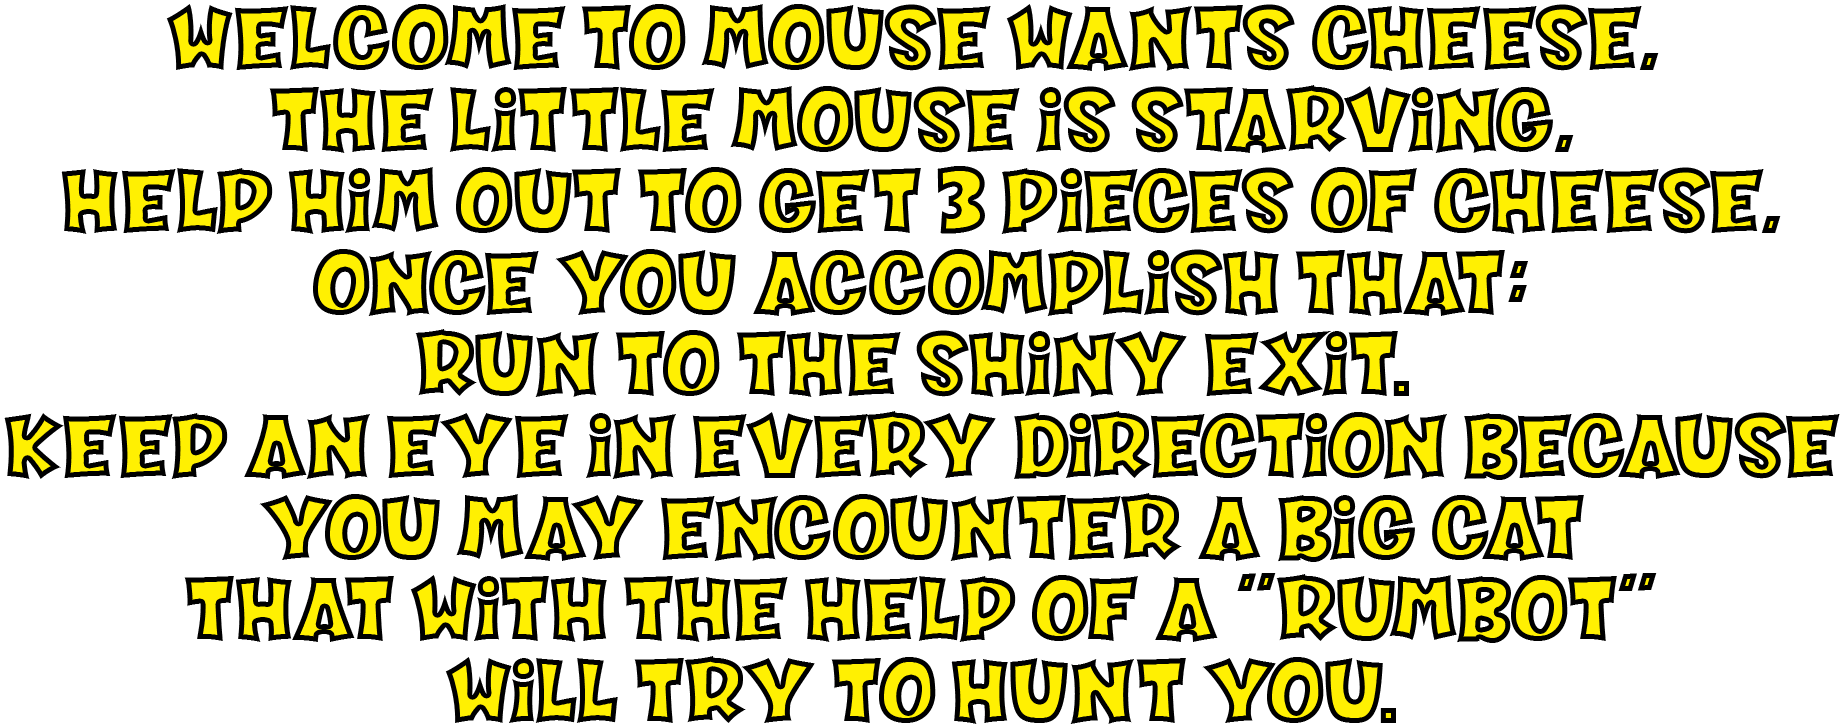 WELCOME TO MOUSE WANTS CHEESE,
THE LiTTLE MOUSE iS STARViNG,
HELP HiM OUT TO GET 3 PiECES OF CHEESE,
ONCE YOU ACCOMPLiSH THAT;
RUN TO THE SHiNY EXiT.
KEEP AN EYE iN EVERY DiRECTiON BECAUSE
YOU MAY ENCOUNTER A BiG CAT
THAT WiTH THE HELP OF A "RUMBOT"
WiLL TRY TO HUNT YOU.